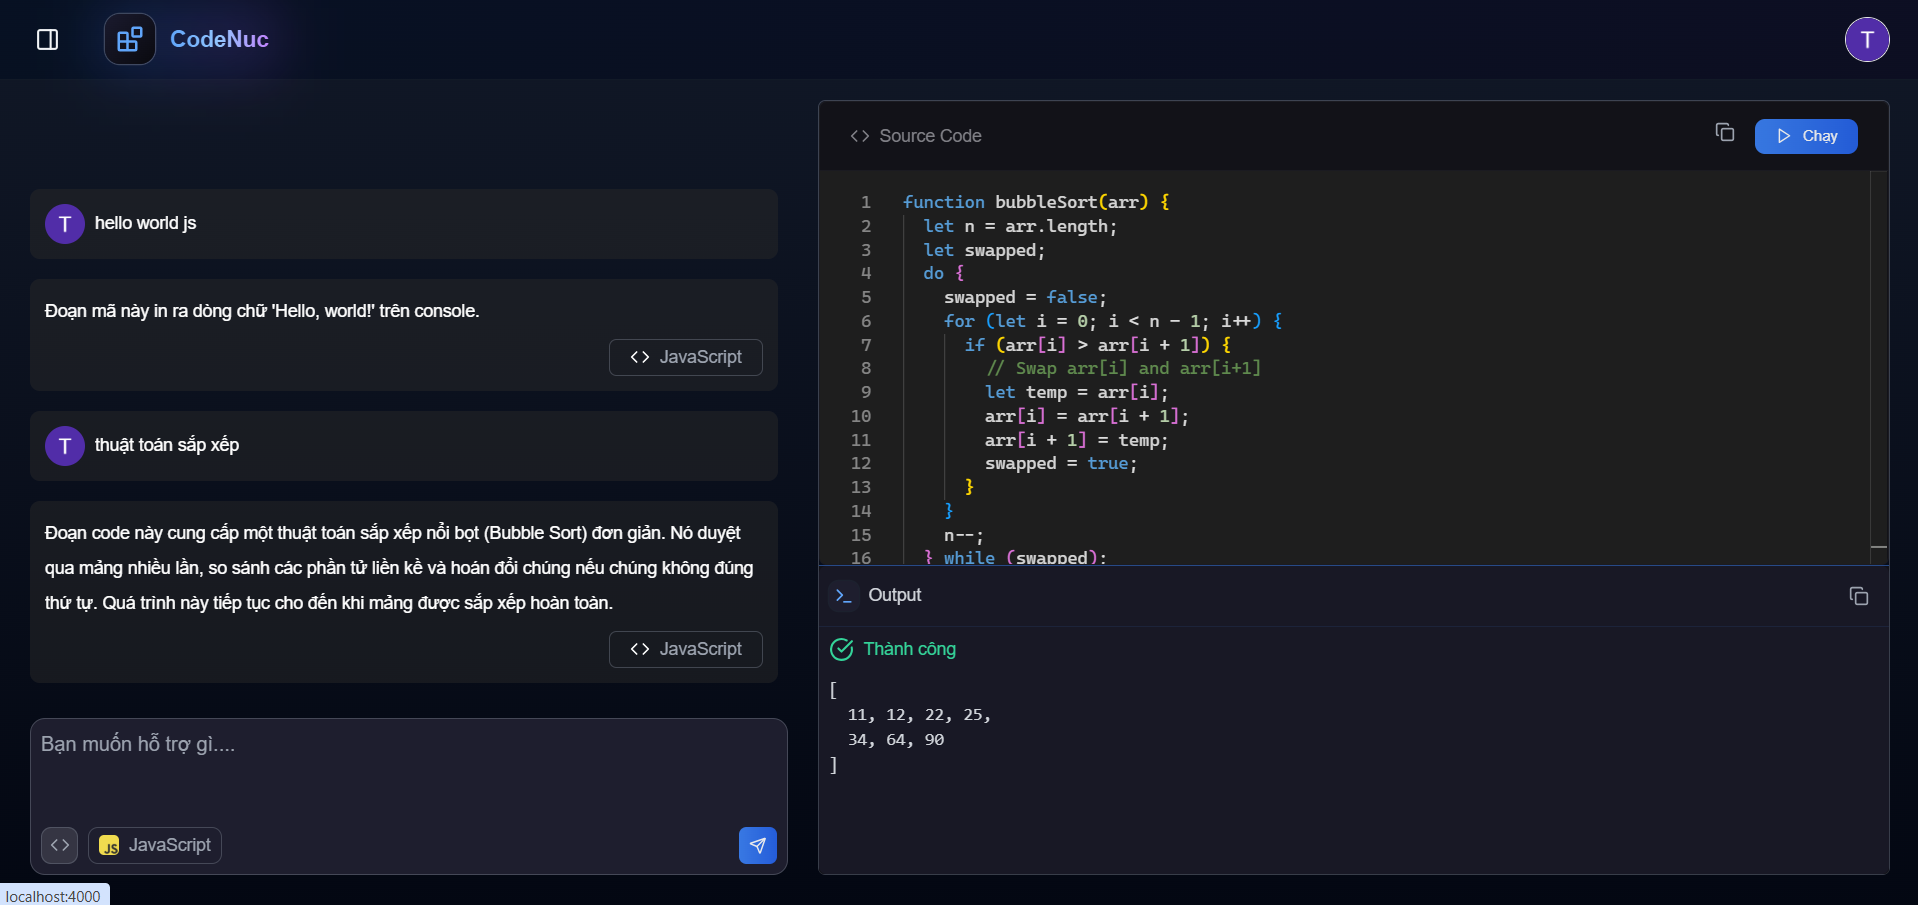 CodeNuc
T
T hello world js
Đoạn mã này in ra dòng chữ 'Hello, world!' trên console.
<> JavaScript
T thuật toán sắp xếp
Đoạn code này cung cấp một thuật toán sắp xếp nổi bọt (Bubble Sort) đơn giản. Nó duyệt
qua mảng nhiều lần, so sánh các phần tử liền kề và hoán đổi chúng nếu chúng không đúng
thứ tự. Quá trình này tiếp tục cho đến khi mảng được sắp xếp hoàn toàn.
<> JavaScript
Bạn muốn hỗ trợ gì....
<> JS JavaScript
localhost:4000
<> Source Code
Chạy
1 function bubbleSort(arr) {
2   let n = arr.length;
3   let swapped;
4   do {
5     swapped = false;
6     for (let i = 0; i < n - 1; i++) {
7       if (arr[i] > arr[i + 1]) {
8         // Swap arr[i] and arr[i+1]
9         let temp = arr[i];
10         arr[i] = arr[i + 1];
11         arr[i + 1] = temp;
12         swapped = true;
13       }
14     }
15     n--;
16   } while (swapped);
>_ Output
Thành công
[
  11, 12, 22, 25,
  34, 64, 90
]